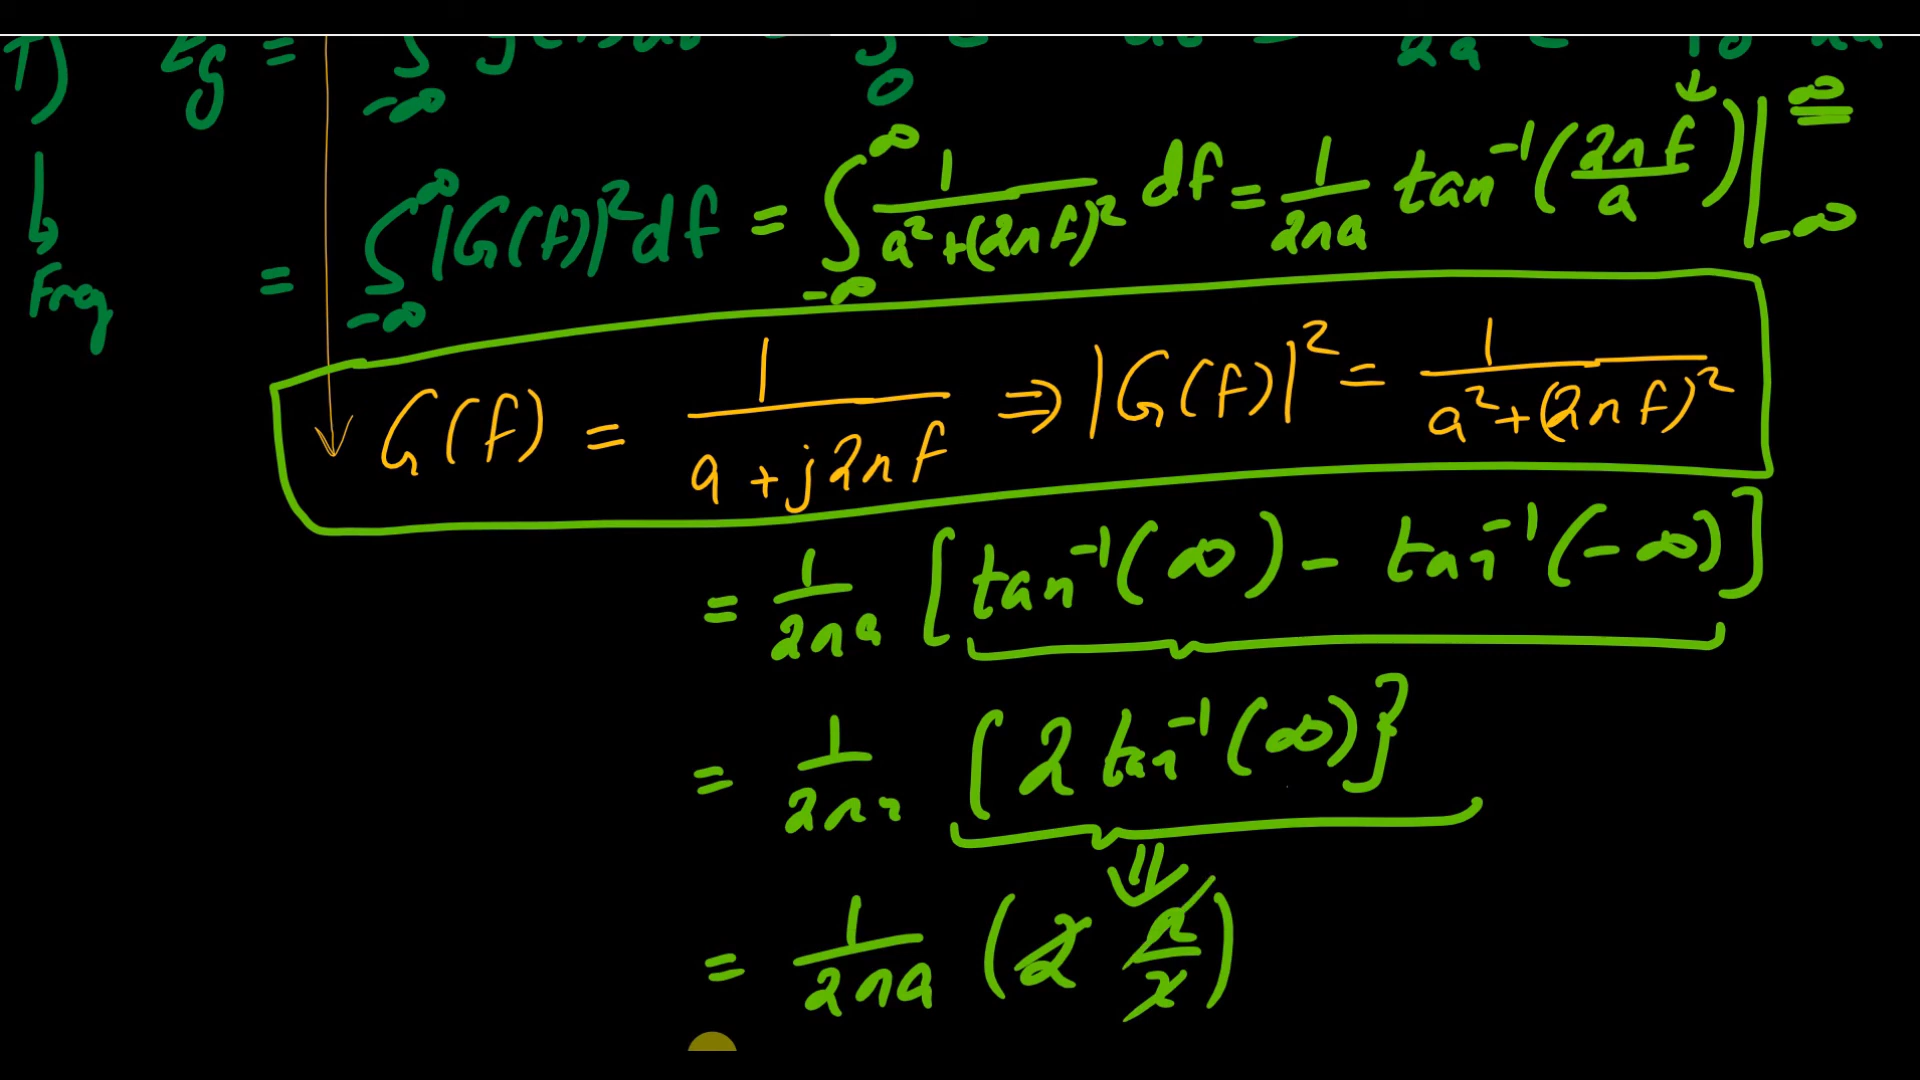 T) Eg =
∫_{-∞}^{∞} |G(f)|² df = ∫_{-∞}^{∞} 1/(a²+(2πf)²) df = 1/(2πa) tan⁻¹(2πf/a) |_{-∞}^{∞}
↳ Freq =
G(f) = 1/(a+j2πf) ⇒ |G(f)|² = 1/(a²+(2πf)²)
= 1/(2πa) [tan⁻¹(∞) - tan⁻¹(-∞)]
= 1/(2πa) [2 tan⁻¹(∞)}
= 1/(2πa) (2 π/2)